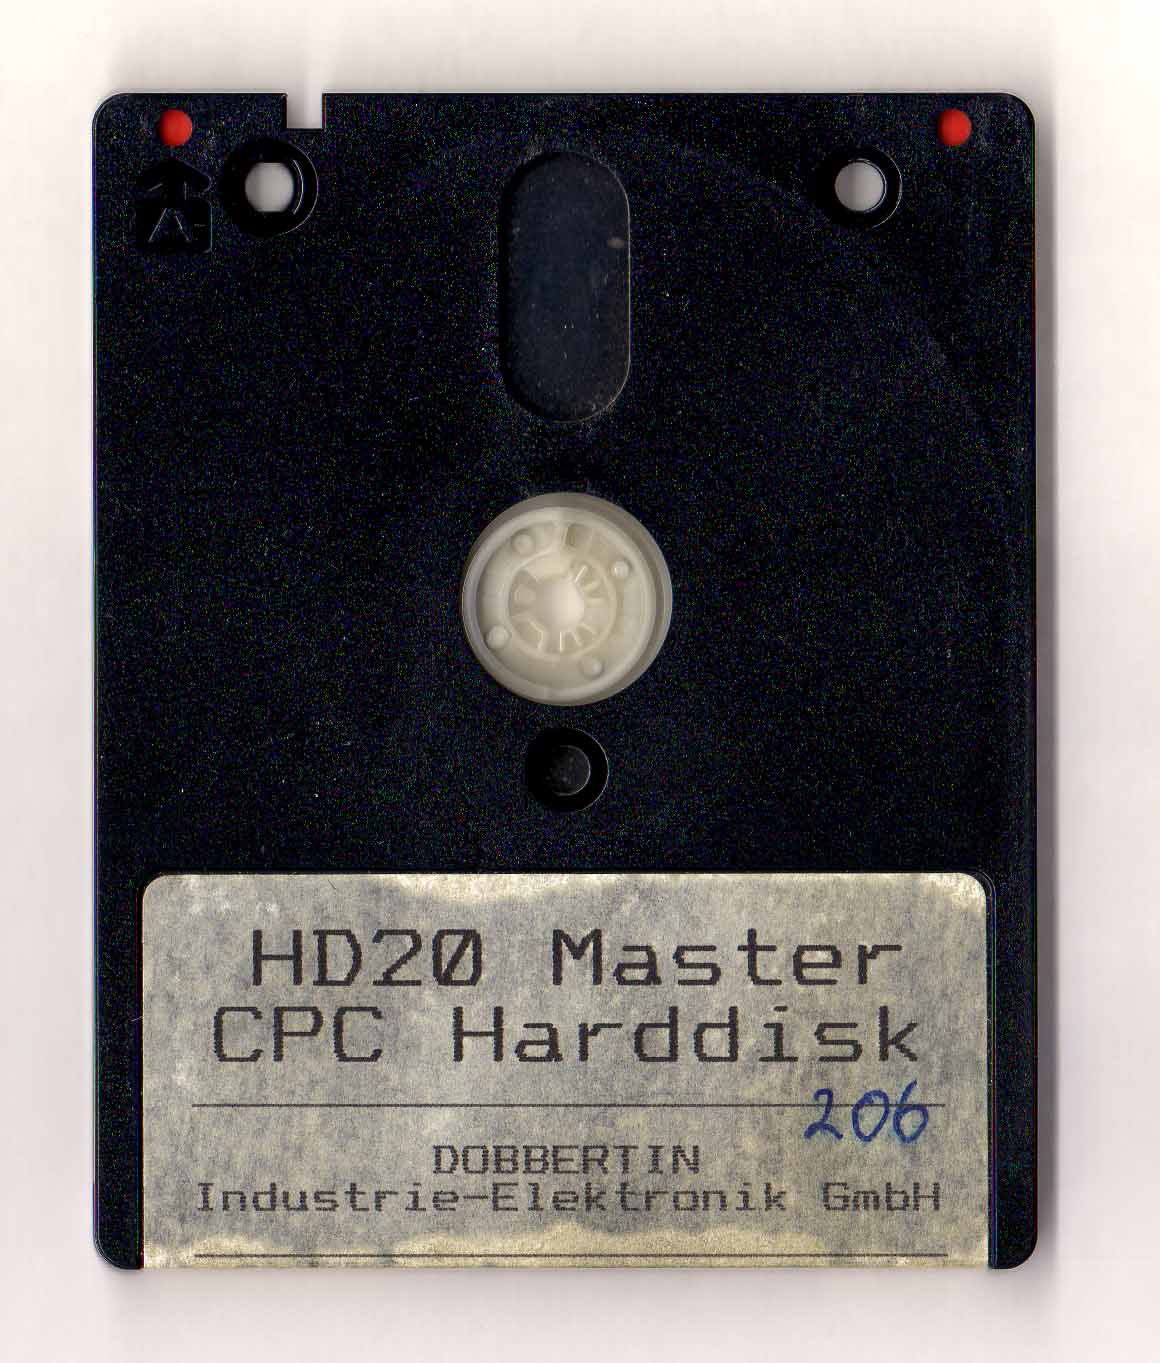 A
HD20 Master
CPC Harddisk
206
DOBBERTIN
Industrie-Elektronik GmbH